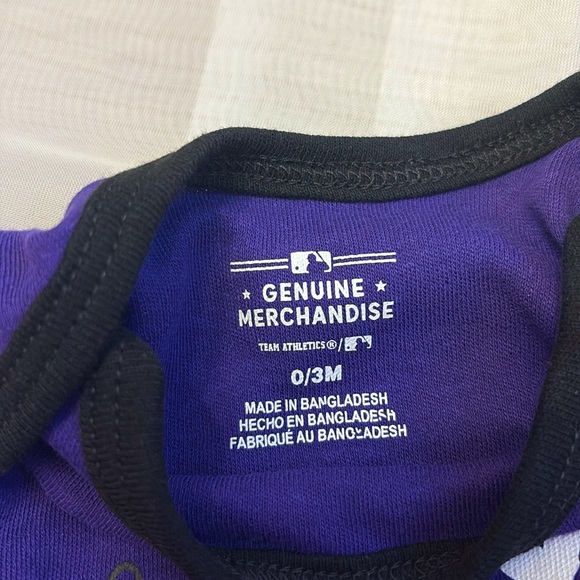 ★ GENUINE ★
MERCHANDISE
TEAM ATHLETICS®/
0/3M
MADE IN BANGLADESH
HECHO EN BANGLADESH
FABRIQUÉ AU BANGLADESH